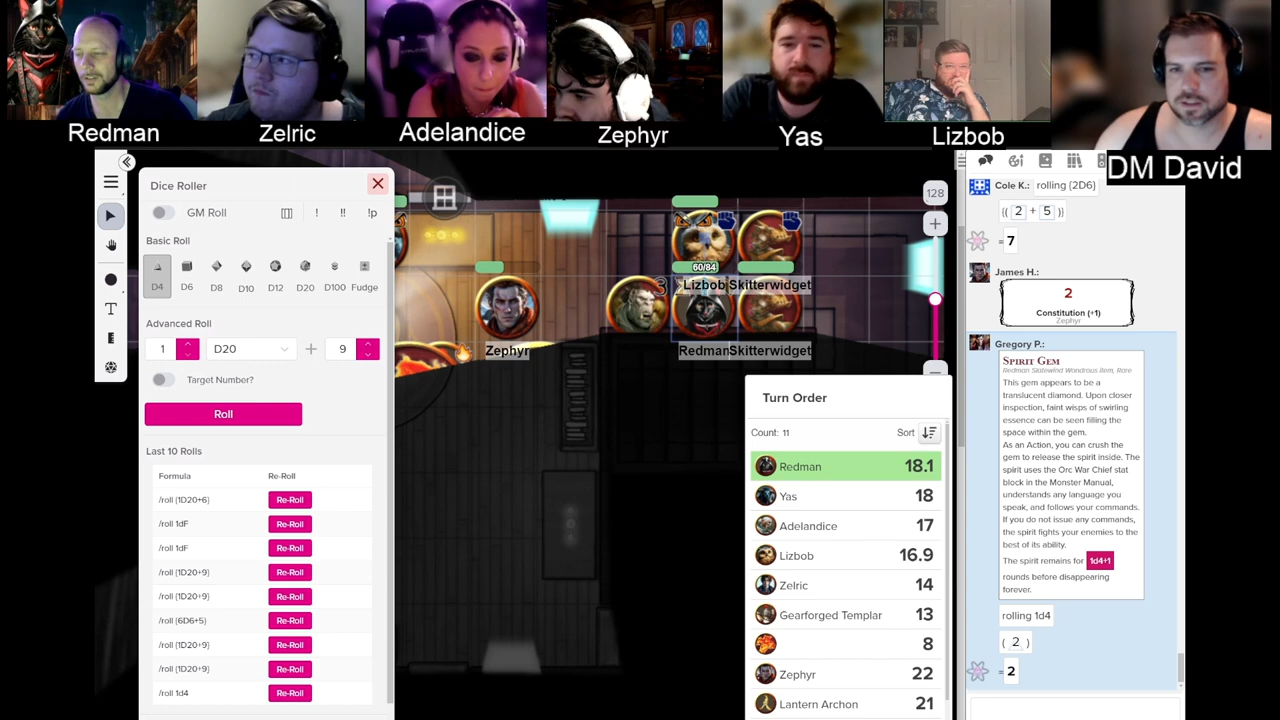 Redman
Zelric
Adelandice
Zephyr
Yas
Lizbob
DM David
Dice Roller
GM Roll
[[]]
!
!!
!p
Basic Roll
D4
D6
D8
D10
D12
D20
D100
Fudge
Advanced Roll
1
D20
9
Target Number?
Roll
Last 10 Rolls
Formula Re-Roll
/roll (1D20+6) Re-Roll
/roll 1dF Re-Roll
/roll 1dF Re-Roll
/roll (1D20+9) Re-Roll
/roll (1D20+9) Re-Roll
/roll (6D6+5) Re-Roll
/roll (1D20+9) Re-Roll
/roll (1D20+9) Re-Roll
/roll 1d4 Re-Roll
60/84
3
Lizbob
Skitterwidget
Zephyr
Redman
Skitterwidget
128
Turn Order
Count: 11 Sort
Redman 18.1
Yas 18
Adelandice 17
Lizbob 16.9
Zelric 14
Gearforged Templar 13
8
Zephyr 22
Lantern Archon 21
Cole K.: rolling (2D6)
(( 2 + 5 ))
= 7
James H.:
2
Constitution (+1)
Zephyr
Gregory P.:
Spirit Gem
Redman Slatewind Wondrous Item, Rare
This gem appears to be a
translucent diamond. Upon closer
inspection, faint wisps of swirling
essence can be seen filling the
space within the gem.
As an Action, you can crush the
gem to release the spirit inside. The
spirit uses the Orc War Chief stat
block in the Monster Manual,
understands any language you
speak, and follows your commands.
If you do not issue any commands,
the spirit fights your enemies to the
best of its ability.
The spirit remains for 1d4+1
rounds before disappearing
forever.
rolling 1d4
( 2 )
= 2